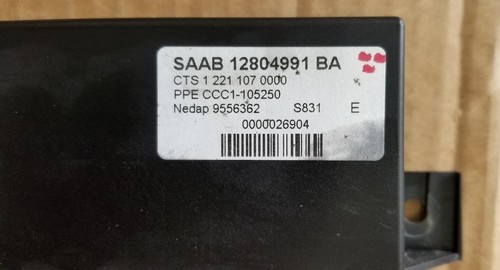 SAAB 12804991 BA
CTS 1 221 107 0000
PPE CCC1-105250
Nedap 9556362 S831 E
0000026904